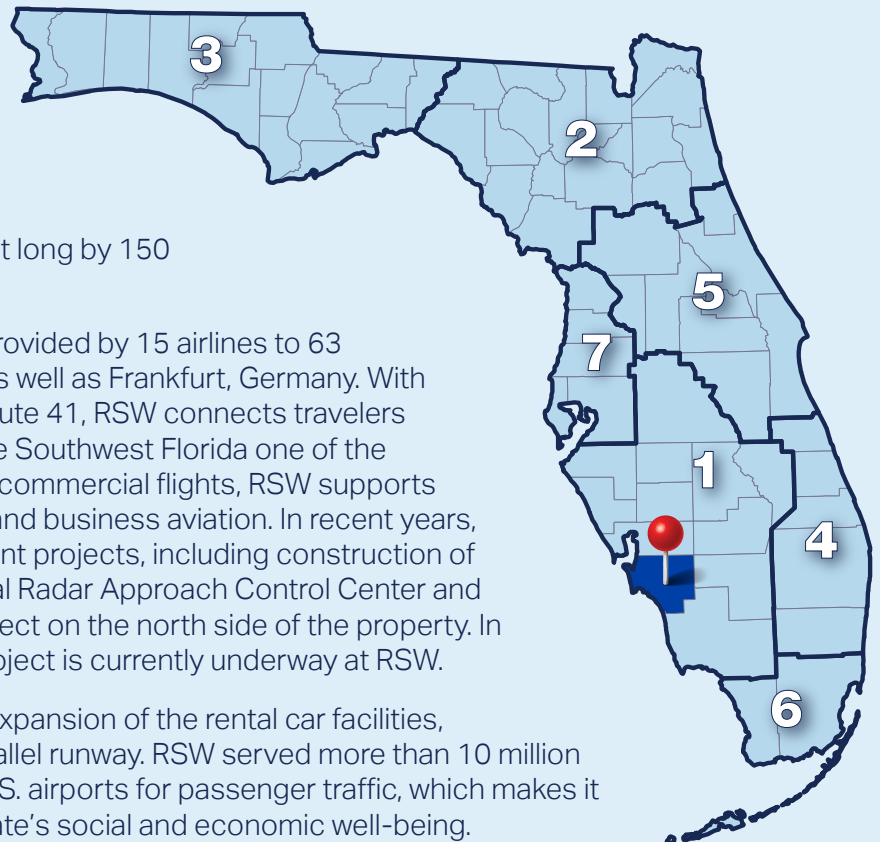 3
2
t long by 150
5
rovided by 15 airlines to 63
7
s well as Frankfurt, Germany. With
ute 41, RSW connects travelers
e Southwest Florida one of the
1
commercial flights, RSW supports
and business aviation. In recent years,
4
nt projects, including construction of
al Radar Approach Control Center and
ect on the north side of the property. In
oject is currently underway at RSW.
6
xpansion of the rental car facilities,
allel runway. RSW served more than 10 million
S. airports for passenger traffic, which makes it
ate's social and economic well-being.